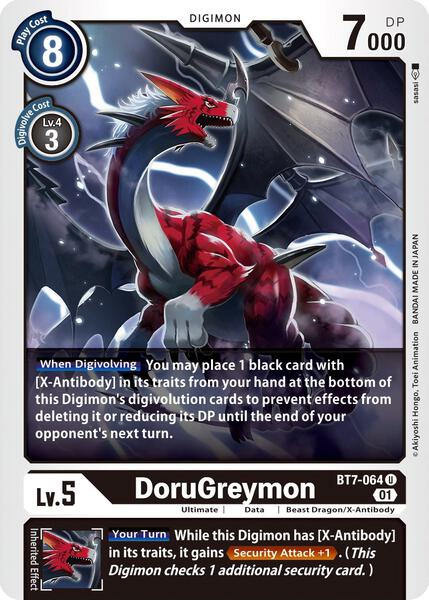 DIGIMON
Play Cost
8
7000
DP
Digivolve Cost
Lv.4
3
sasasi
© Akiyoshi Hongo, Toei Animation BANDAI MADE IN JAPAN
When Digivolving You may place 1 black card with
[X-Antibody] in its traits from your hand at the bottom of
this Digimon's digivolution cards to prevent effects from
deleting it or reducing its DP until the end of your
opponent's next turn.
BT7-064 U
01
Lv.5
DoruGreymon
Ultimate | Data | Beast Dragon/X-Antibody
Inherited Effect
Your Turn While this Digimon has [X-Antibody]
in its traits, it gains Security Attack +1. (This
Digimon checks 1 additional security card.)